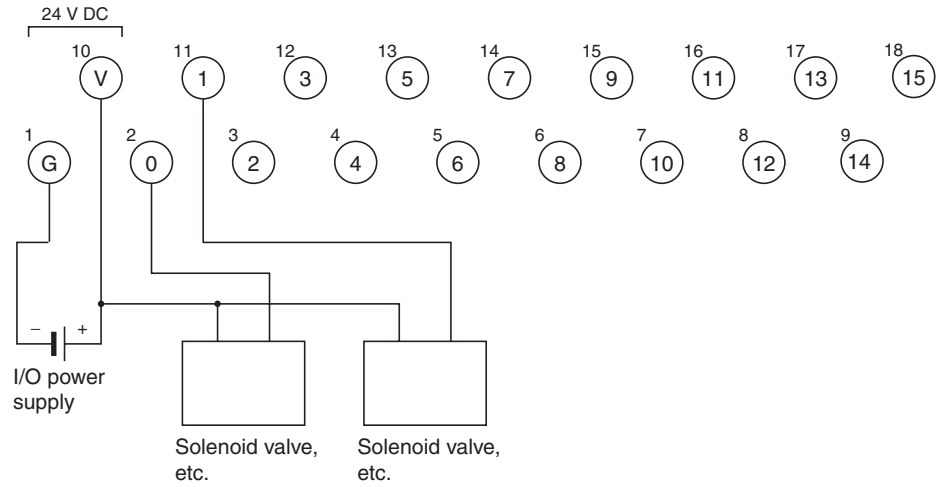 24 V DC
10 11 12 13 14 15 16 17 18
V 1 3 5 7 9 11 13 15
1 2 3 4 5 6 7 8 9
G 0 2 4 6 8 10 12 14
− +
I/O power
supply
Solenoid valve,
etc.
Solenoid valve,
etc.